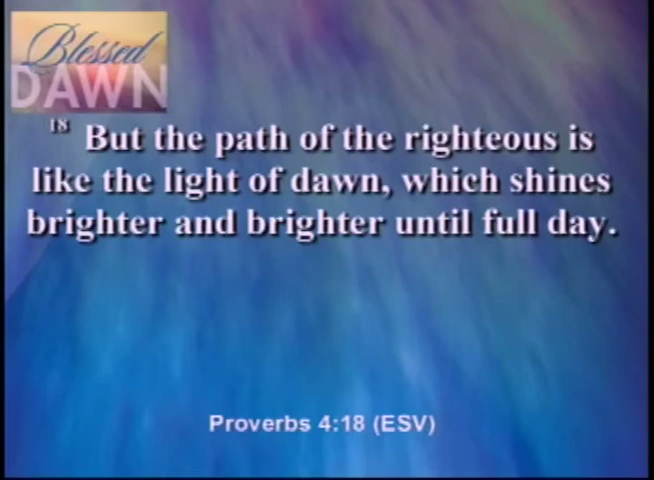 Blessed
DAWN
18 But the path of the righteous is
like the light of dawn, which shines
brighter and brighter until full day.
Proverbs 4:18 (ESV)